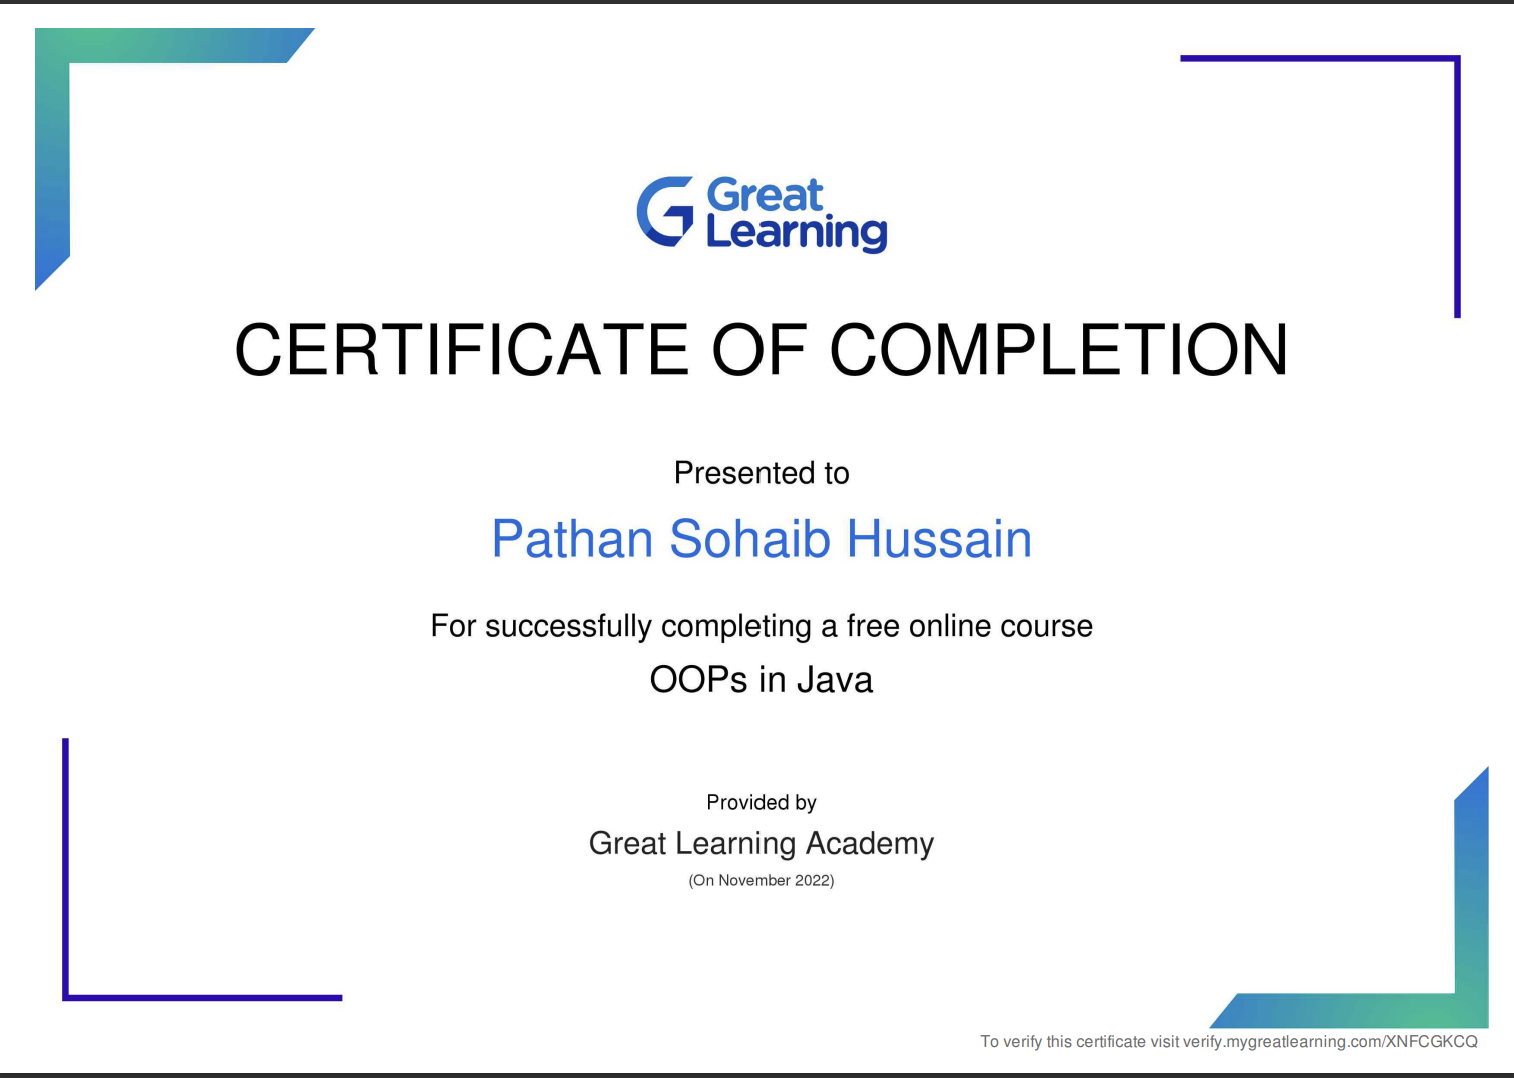 Great
Learning
CERTIFICATE OF COMPLETION
Presented to
Pathan Sohaib Hussain
For successfully completing a free online course
OOPs in Java
Provided by
Great Learning Academy
(On November 2022)
To verify this certificate visit verify.mygreatlearning.com/XNFCGKCQ